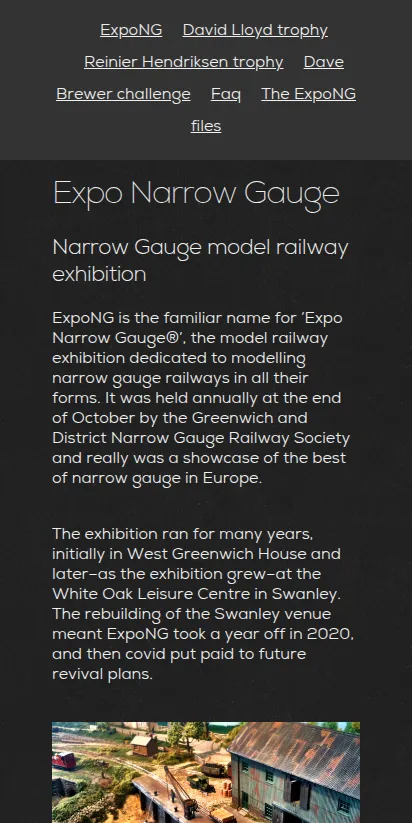 ExpoNG David Lloyd trophy
Reinier Hendriksen trophy Dave
Brewer challenge Faq The ExpoNG
files
Expo Narrow Gauge
Narrow Gauge model railway
exhibition
ExpoNG is the familiar name for ‘Expo
Narrow Gauge®’, the model railway
exhibition dedicated to modelling
narrow gauge railways in all their
forms. It was held annually at the end
of October by the Greenwich and
District Narrow Gauge Railway Society
and really was a showcase of the best
of narrow gauge in Europe.
The exhibition ran for many years,
initially in West Greenwich House and
later–as the exhibition grew–at the
White Oak Leisure Centre in Swanley.
The rebuilding of the Swanley venue
meant ExpoNG took a year off in 2020,
and then covid put paid to future
revival plans.